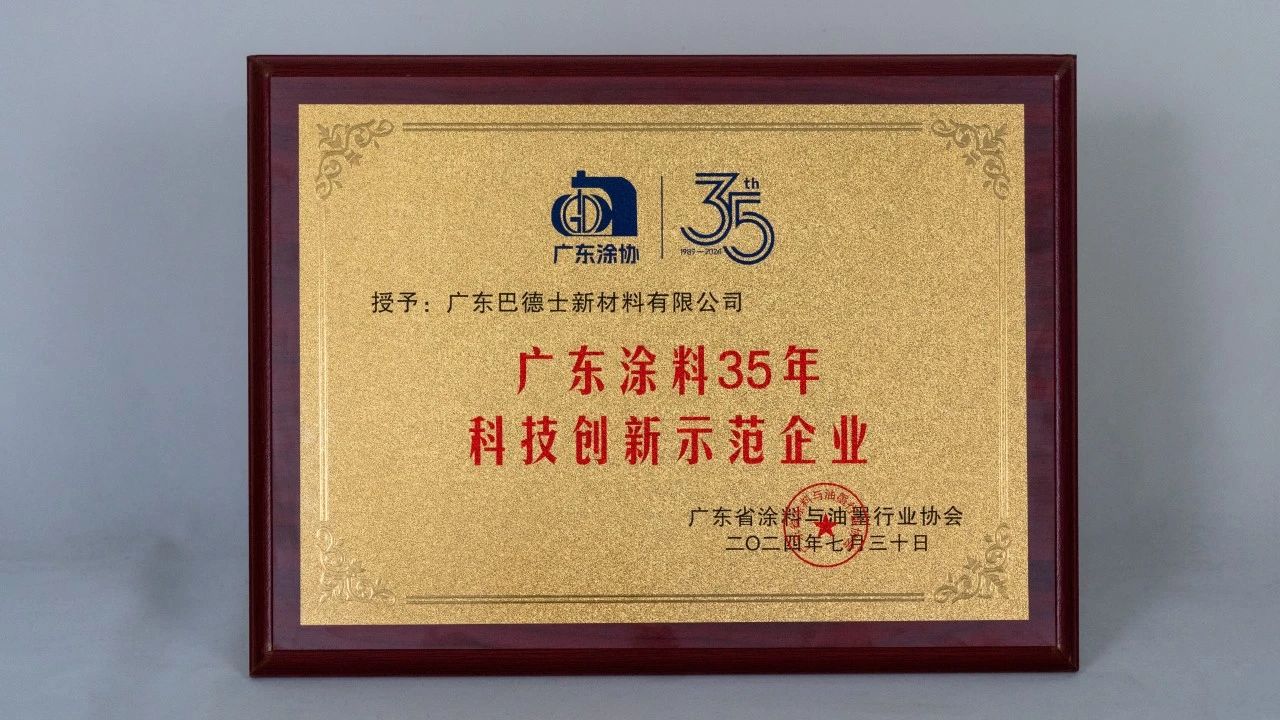 GD
广东涂协
35th
1989—2024
授予：广东巴德士新材料有限公司
广东涂料35年
科技创新示范企业
广东省涂料与油墨行业协会
二〇二四年七月三十日